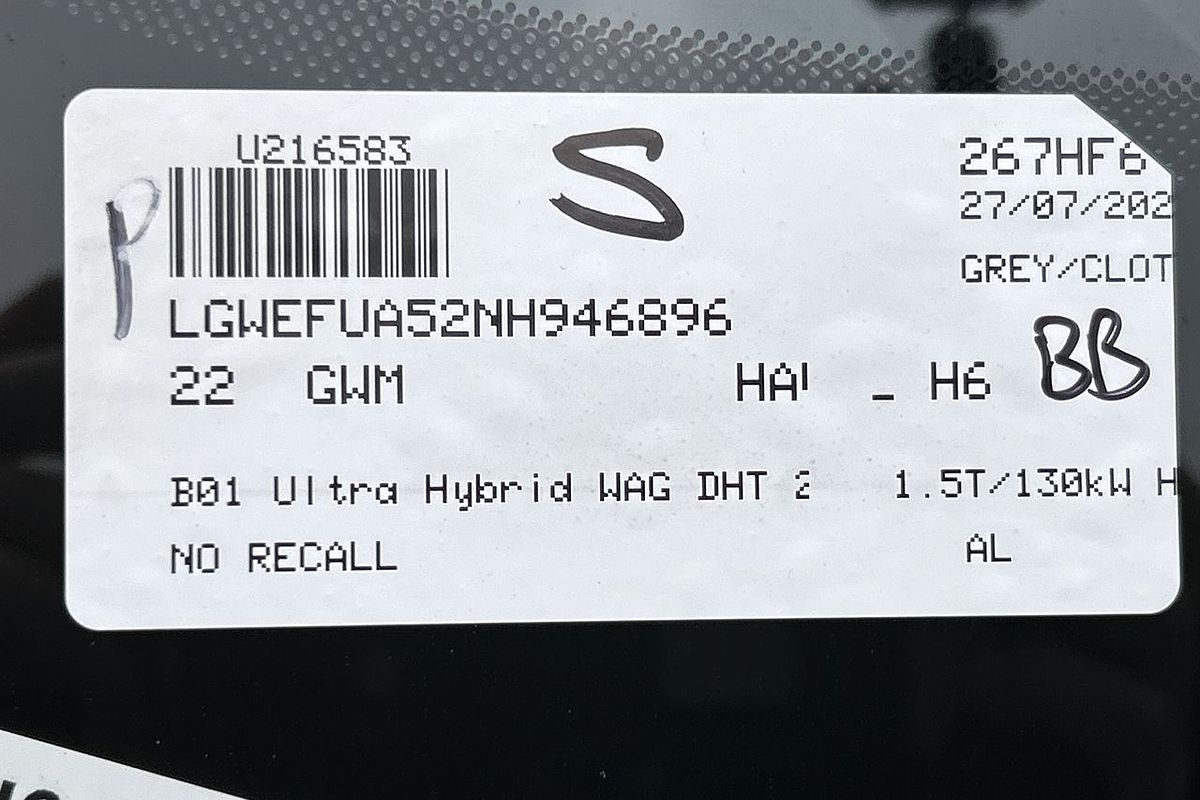 U216583
S
267HF6
27/07/202
P
GREY/CLOT
LGWEFUA52NH946896
22 GWM H6 BB
B01 Ultra Hybrid WAG DHT 2 1.5T/130kW H
NO RECALL AL